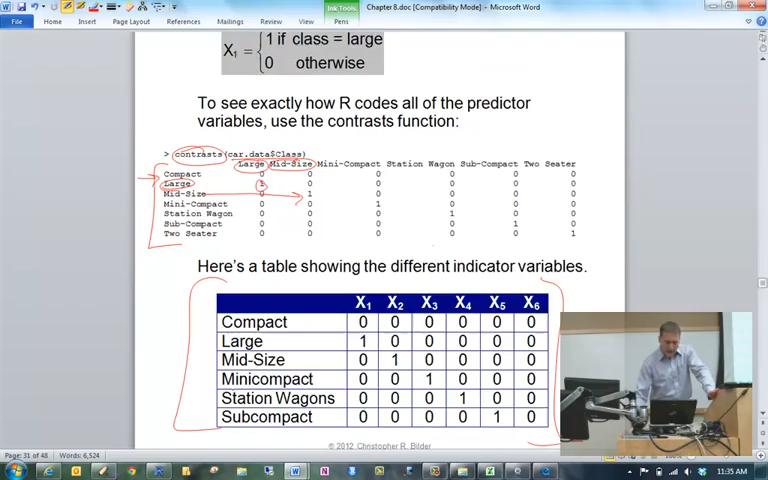 Chapter 8.doc [Compatibility Mode] - Microsoft Word
Ink Tools
File Home Insert Page Layout References Mailings Review View Pens
X₁ = { 1 if class = large
0 otherwise
To see exactly how R codes all of the predictor
variables, use the contrasts function:
> contrasts(car.data$Class)
Large Mid-Size Mini-Compact Station Wagon Sub-Compact Two Seater
Compact 0 0 0 0 0 0
Large 1 0 0 0 0 0
Mid-Size 0 1 0 0 0 0
Mini-Compact 0 0 1 0 0 0
Station Wagon 0 0 0 1 0 0
Sub-Compact 0 0 0 0 1 0
Two Seater 0 0 0 0 0 1
Here's a table showing the different indicator variables.
X₁ X₂ X₃ X₄ X₅ X₆
Compact 0 0 0 0 0 0
Large 1 0 0 0 0 0
Mid-Size 0 1 0 0 0 0
Minicompact 0 0 1 0 0 0
Station Wagons 0 0 0 1 0 0
Subcompact 0 0 0 0 1 0
© 2012 Christopher R. Bilder
Page: 31 of 48 Words: 6,524
11:35 AM